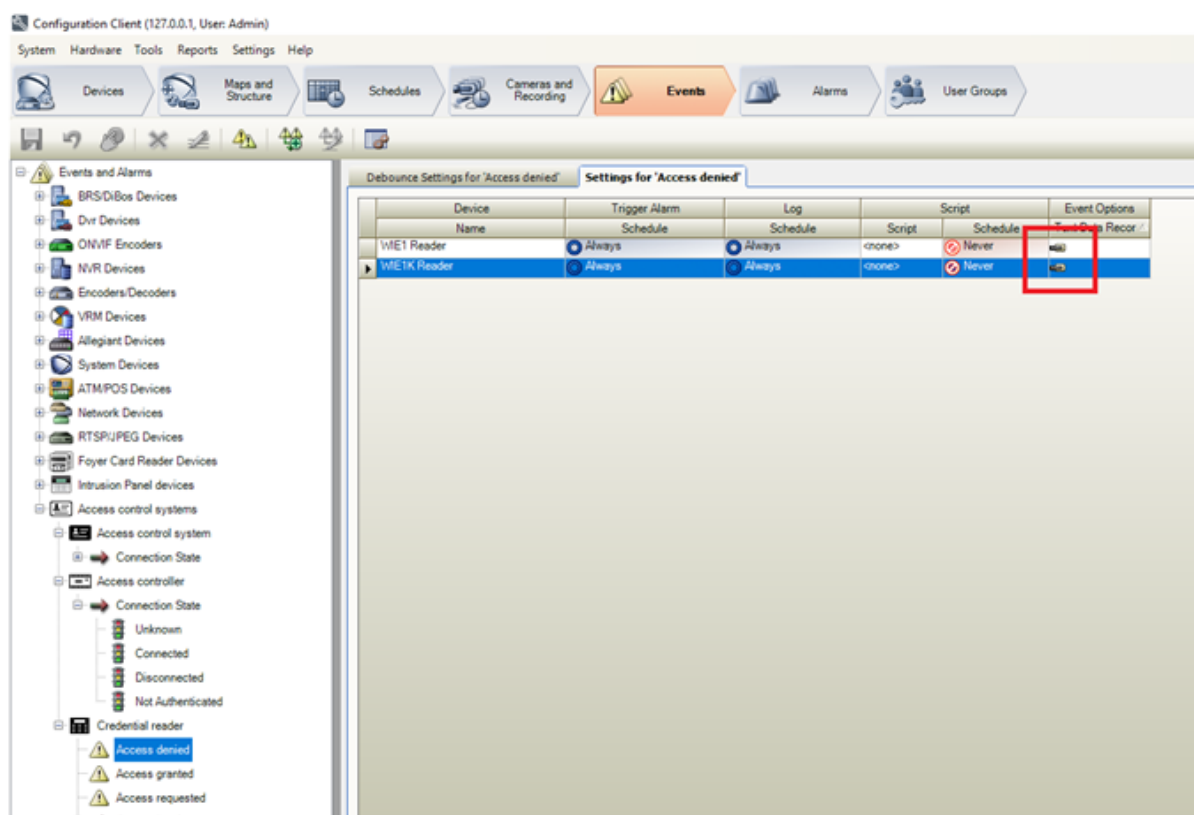 Configuration Client (127.0.0.1, User: Admin)
System Hardware Tools Reports Settings Help
Devices
Maps and Structure
Schedules
Cameras and Recording
Events
Alarms
User Groups
Events and Alarms
BRS/DiBos Devices
Dvr Devices
ONVIF Encoders
NVR Devices
Encoders/Decoders
VRM Devices
Allegiant Devices
System Devices
ATM/POS Devices
Network Devices
RTSP/JPEG Devices
Foyer Card Reader Devices
Intrusion Panel devices
Access control systems
Access control system
Connection State
Access controller
Connection State
Unknown
Connected
Disconnected
Not Authenticated
Credential reader
Access denied
Access granted
Access requested
Debounce Settings for 'Access denied' Settings for 'Access denied'
Device Trigger Alarm Log Script Event Options
Name Schedule Schedule Script Schedule Text Data Recor
WIE1 Reader Always Always <none> Never
WIE1K Reader Always Always <none> Never